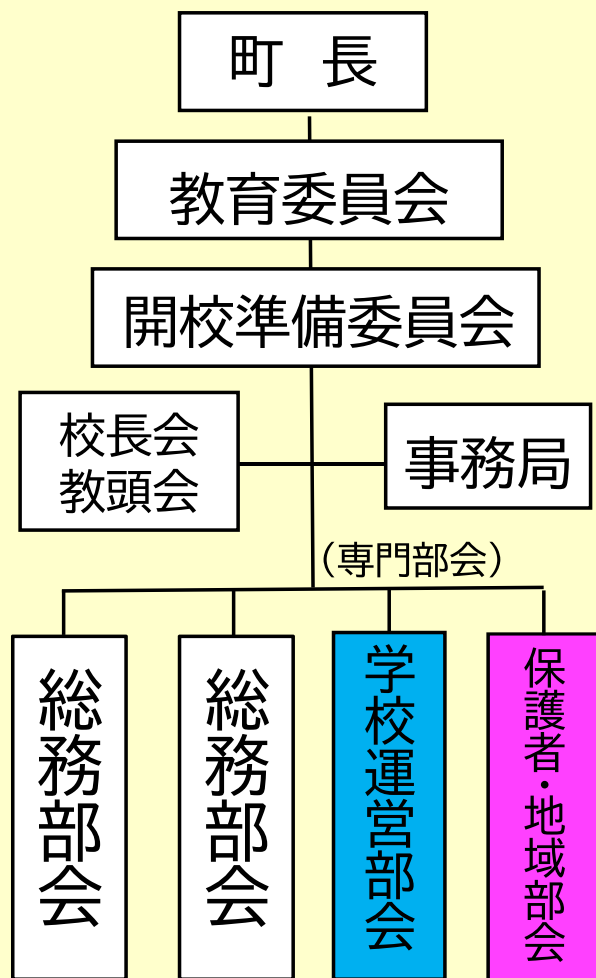 町 長
教育委員会
開校準備委員会
校長会
教頭会
事務局
（専門部会）
総務部会
総務部会
学校運営部会
保護者・地域部会